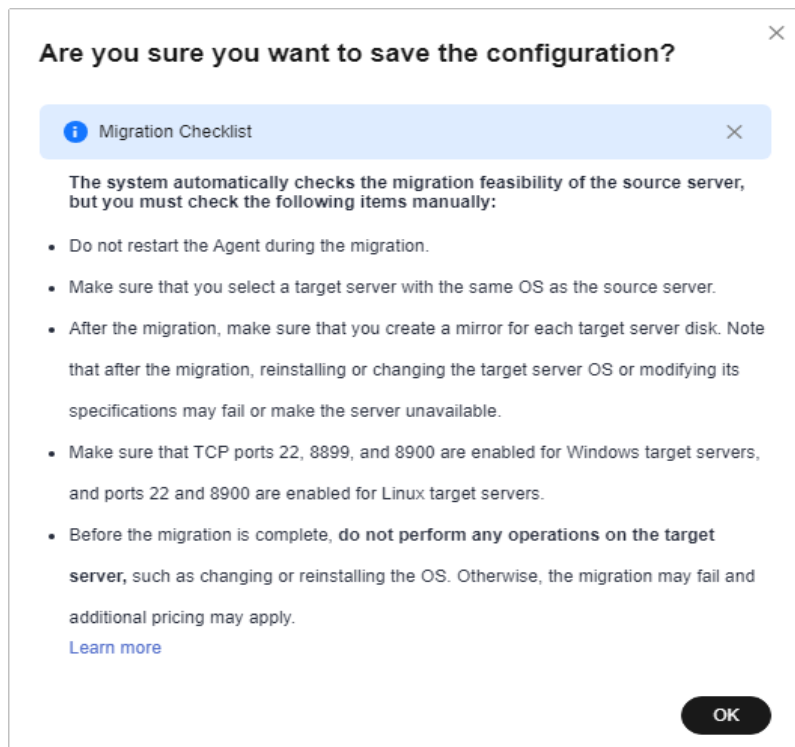 Are you sure you want to save the configuration?
Migration Checklist
The system automatically checks the migration feasibility of the source server,
but you must check the following items manually:
• Do not restart the Agent during the migration.
• Make sure that you select a target server with the same OS as the source server.
• After the migration, make sure that you create a mirror for each target server disk. Note
that after the migration, reinstalling or changing the target server OS or modifying its
specifications may fail or make the server unavailable.
• Make sure that TCP ports 22, 8899, and 8900 are enabled for Windows target servers,
and ports 22 and 8900 are enabled for Linux target servers.
• Before the migration is complete, do not perform any operations on the target
server, such as changing or reinstalling the OS. Otherwise, the migration may fail and
additional pricing may apply.
Learn more
OK